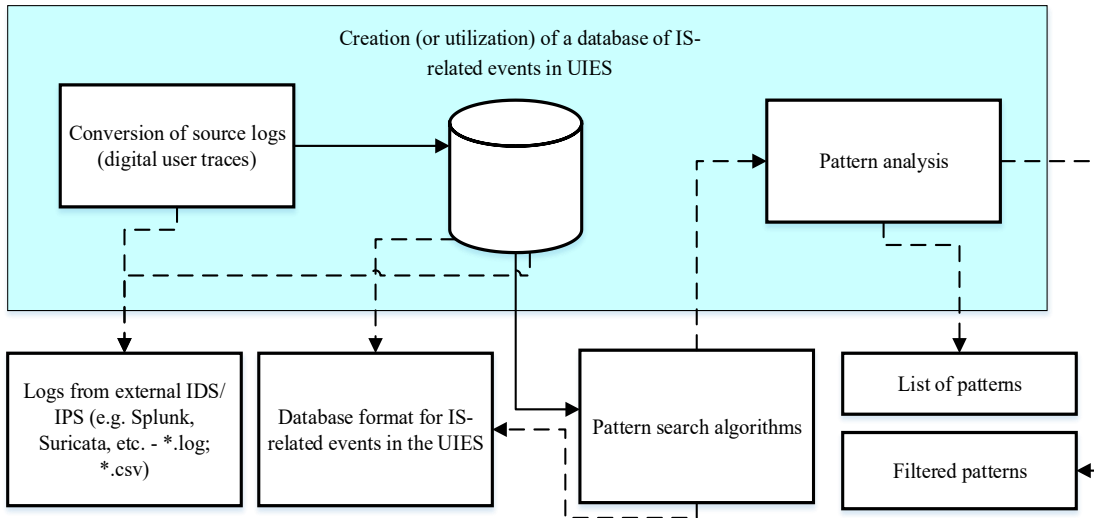 Creation (or utilization) of a database of IS-
related events in UIES
Conversion of source logs
(digital user traces)
Pattern analysis
Logs from external IDS/
IPS (e.g. Splunk,
Suricata, etc. - *.log;
*.csv)
Database format for IS-
related events in the UIES
Pattern search algorithms
List of patterns
Filtered patterns